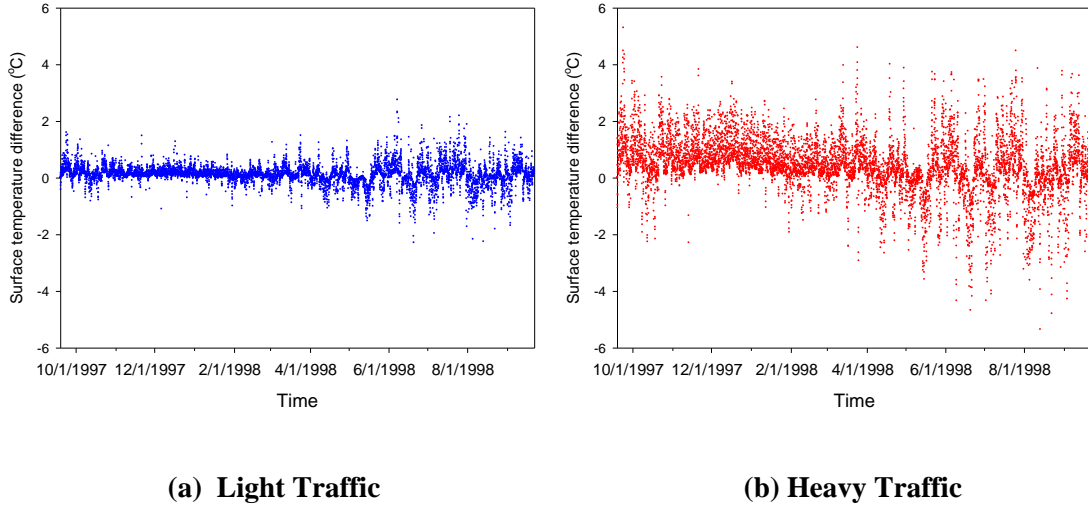 6
4
2
0
-2
-4
-6
Surface temperature difference (°C)
10/1/1997 12/1/1997 2/1/1998 4/1/1998 6/1/1998 8/1/1998
Time
(a) Light Traffic
6
4
2
0
-2
-4
-6
Surface temperature difference (°C)
10/1/1997 12/1/1997 2/1/1998 4/1/1998 6/1/1998 8/1/1998
Time
(b) Heavy Traffic